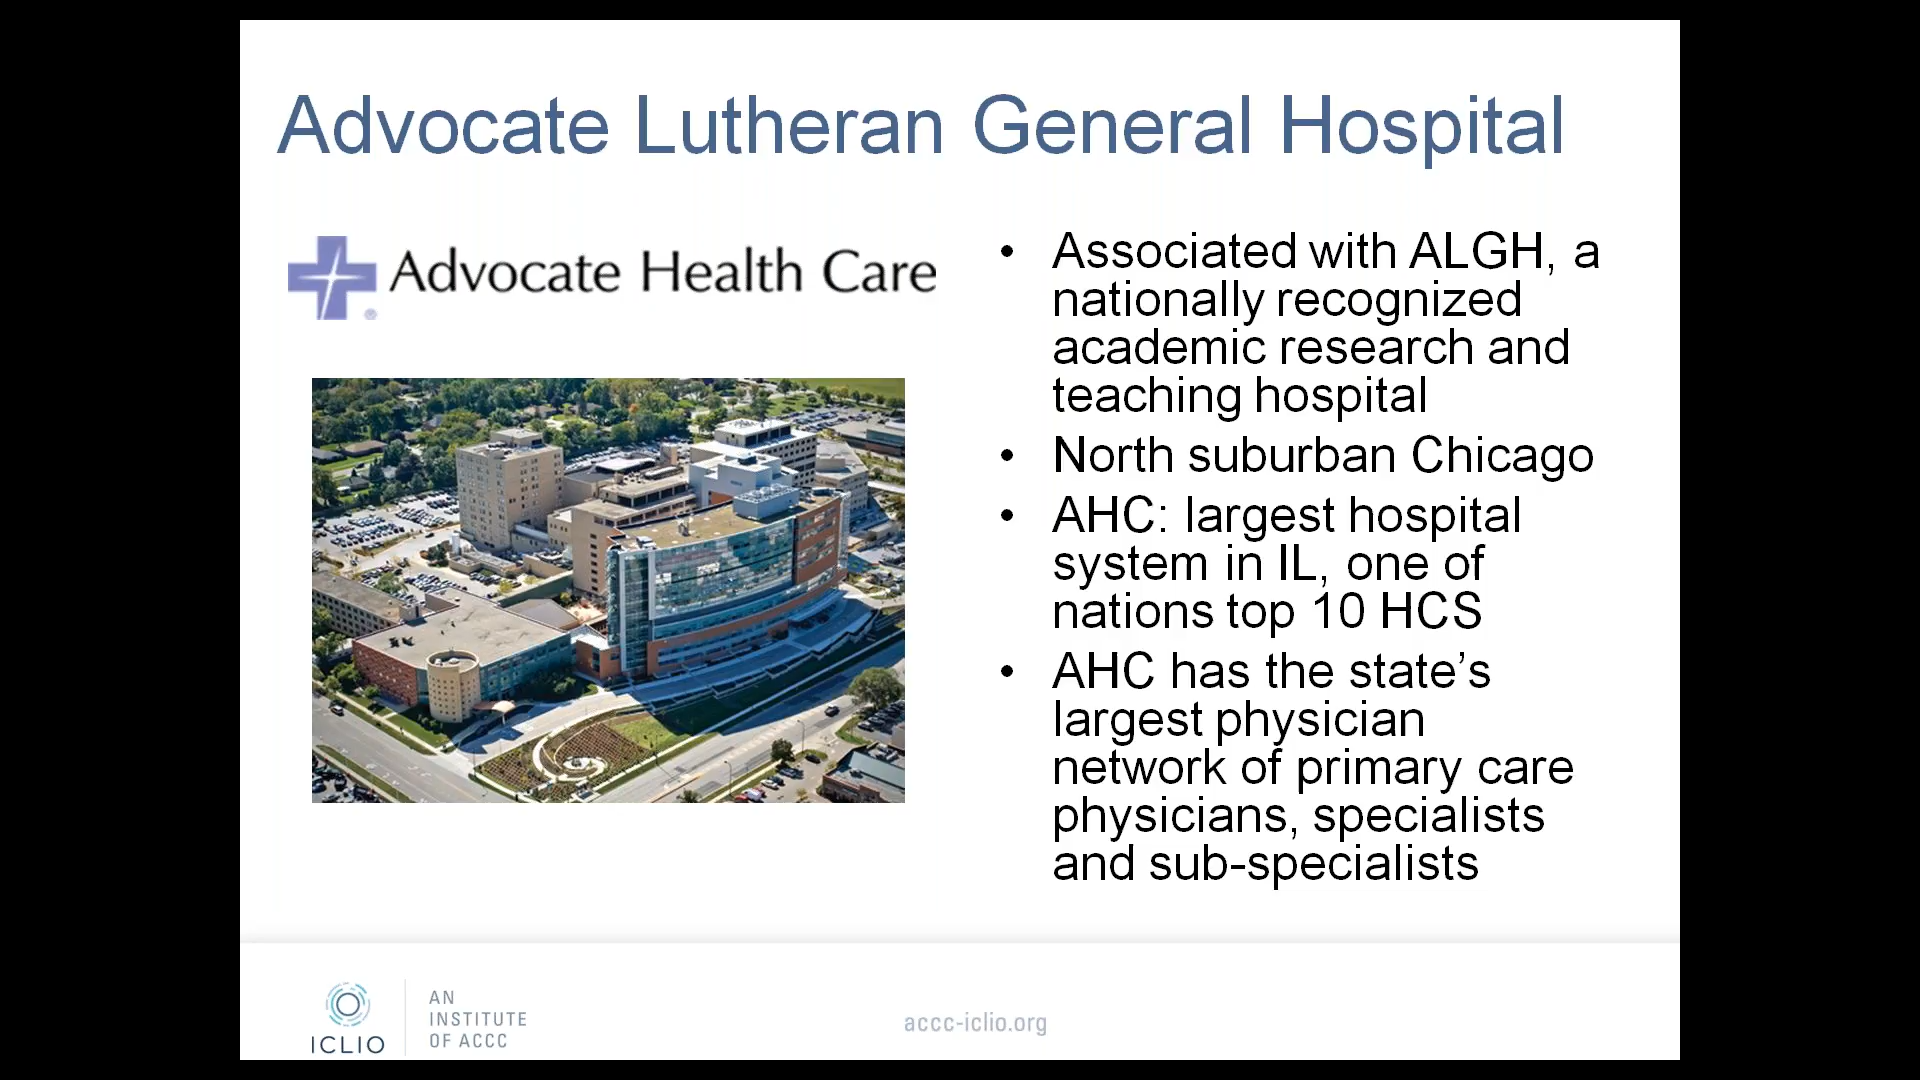 Advocate Lutheran General Hospital
Advocate Health Care
• Associated with ALGH, a
nationally recognized
academic research and
teaching hospital
• North suburban Chicago
• AHC: largest hospital
system in IL, one of
nations top 10 HCS
• AHC has the state’s
largest physician
network of primary care
physicians, specialists
and sub-specialists
ICLIO
AN
INSTITUTE
OF ACCC
accc-iclio.org